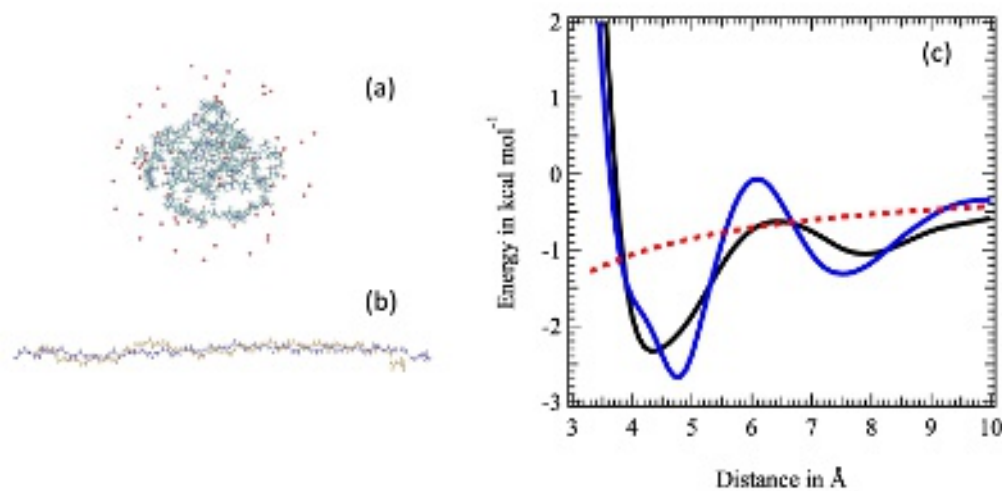 (a)
(b)
(c)
Energy in kcal mol⁻¹
2
1
0
-1
-2
-3
3 4 5 6 7 8 9 10
Distance in Å